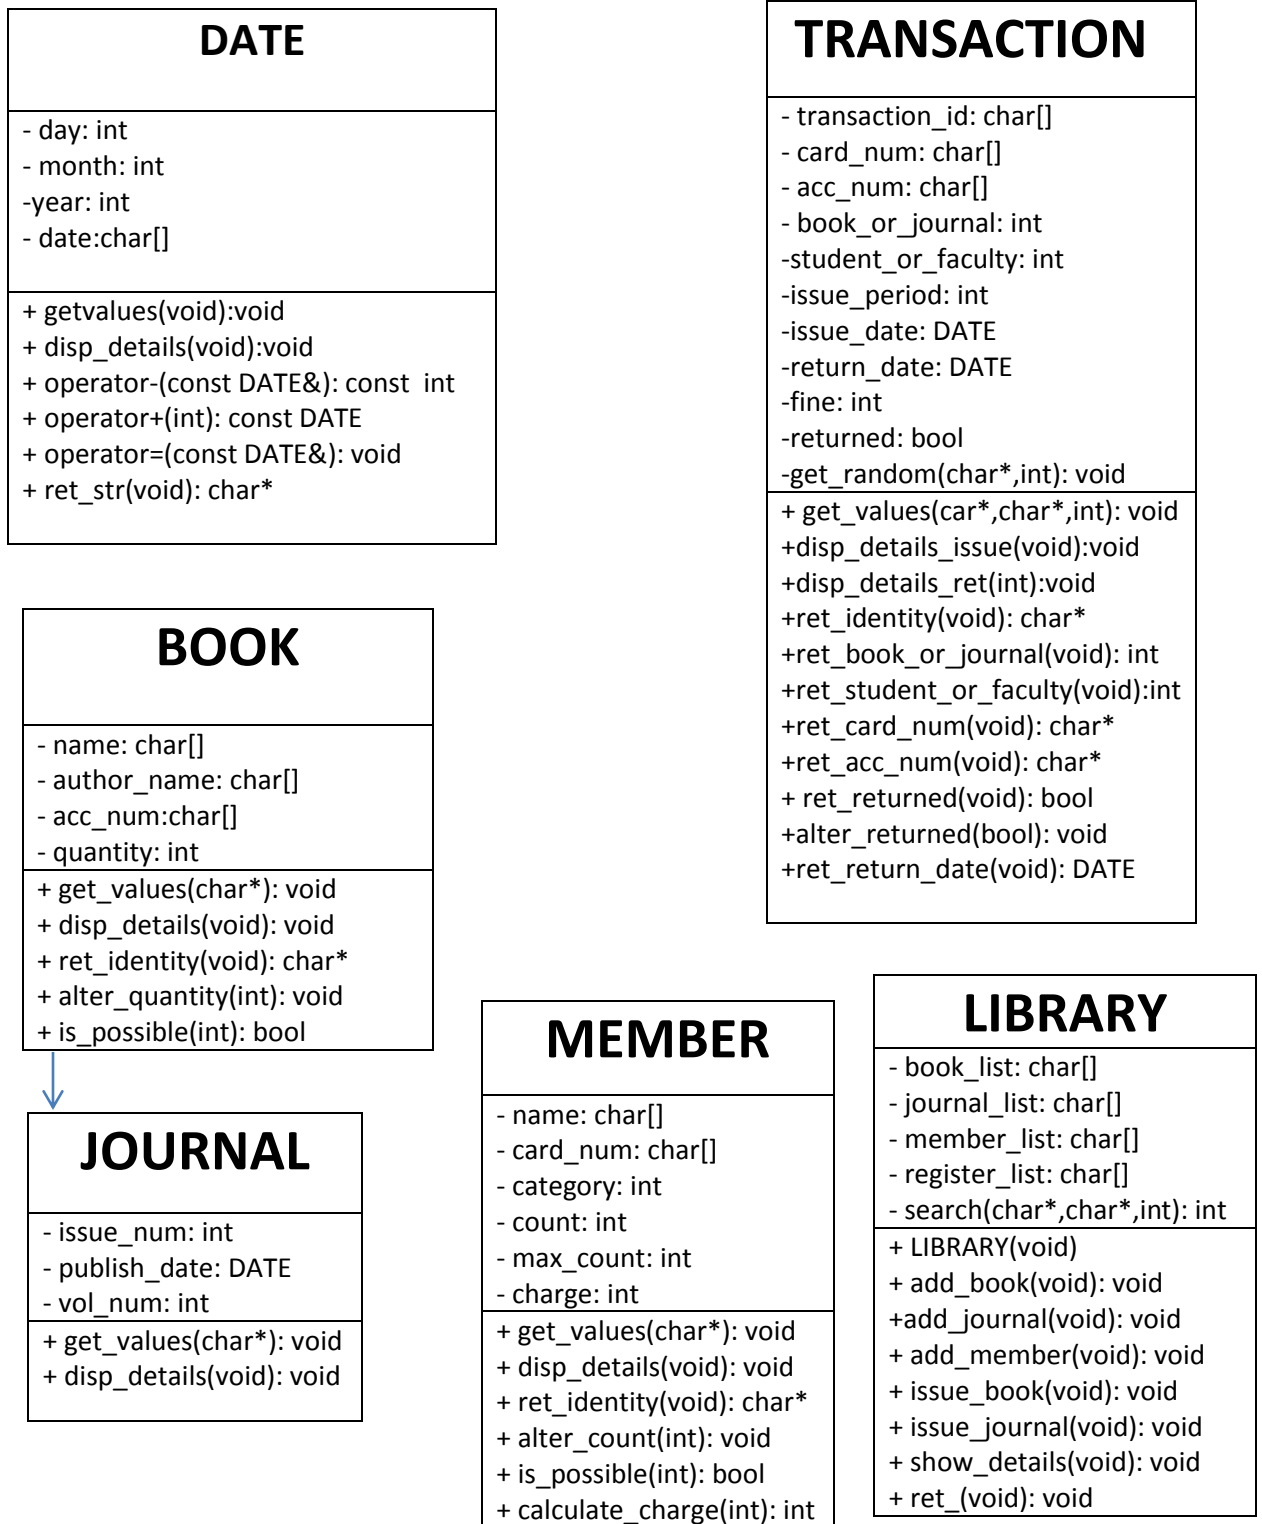 DATE
- day: int
- month: int
-year: int
- date:char[]
+ getvalues(void):void
+ disp_details(void):void
+ operator-(const DATE&): const  int
+ operator+(int): const DATE
+ operator=(const DATE&): void
+ ret_str(void): char*
TRANSACTION
- transaction_id: char[]
- card_num: char[]
- acc_num: char[]
- book_or_journal: int
-student_or_faculty: int
-issue_period: int
-issue_date: DATE
-return_date: DATE
-fine: int
-returned: bool
-get_random(char*,int): void
+ get_values(car*,char*,int): void
+disp_details_issue(void):void
+disp_details_ret(int):void
+ret_identity(void): char*
+ret_book_or_journal(void): int
+ret_student_or_faculty(void):int
+ret_card_num(void): char*
+ret_acc_num(void): char*
+ ret_returned(void): bool
+alter_returned(bool): void
+ret_return_date(void): DATE
BOOK
- name: char[]
- author_name: char[]
- acc_num:char[]
- quantity: int
+ get_values(char*): void
+ disp_details(void): void
+ ret_identity(void): char*
+ alter_quantity(int): void
+ is_possible(int): bool
JOURNAL
- issue_num: int
- publish_date: DATE
- vol_num: int
+ get_values(char*): void
+ disp_details(void): void
MEMBER
- name: char[]
- card_num: char[]
- category: int
- count: int
- max_count: int
- charge: int
+ get_values(char*): void
+ disp_details(void): void
+ ret_identity(void): char*
+ alter_count(int): void
+ is_possible(int): bool
+ calculate_charge(int): int
LIBRARY
- book_list: char[]
- journal_list: char[]
- member_list: char[]
- register_list: char[]
- search(char*,char*,int): int
+ LIBRARY(void)
+ add_book(void): void
+add_journal(void): void
+ add_member(void): void
+ issue_book(void): void
+ issue_journal(void): void
+ show_details(void): void
+ ret_(void): void